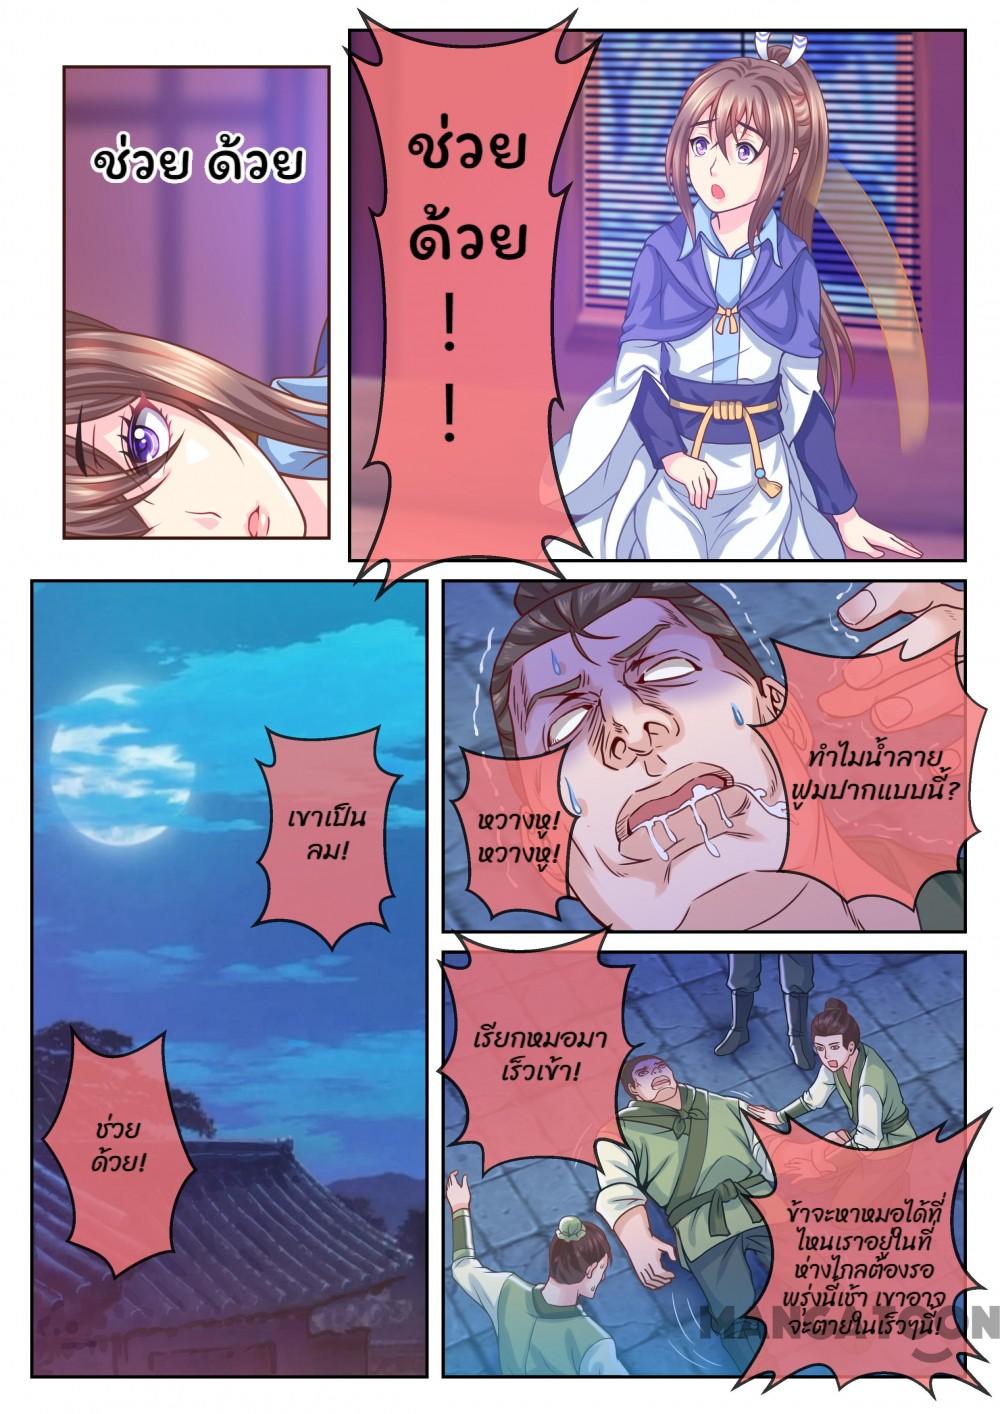 ช่วย ด้วย
ช่วย
ด้วย
!
!
เขาเป็น
ลม!
ช่วย
ด้วย!
ทำไมน้ำลาย
ฟูมปากแบบนี้?
หวางหู!
หวางหู!
เรียกหมอมา
เร็วเข้า!
ข้าจะหาหมอได้ที่
ไหนเราอยู่ในที่
ห่างไกลต้องรอ
พรุ่งนี้เช้า เขาอาจ
จะตายในเร็วๆนี้!
MANGATOON